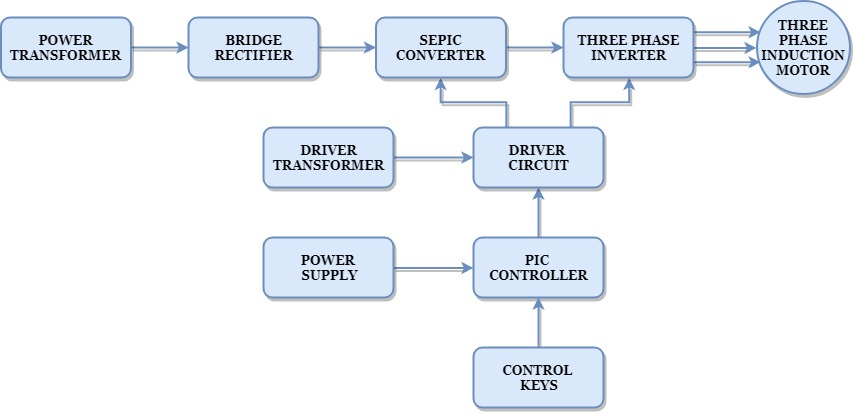 POWER
TRANSFORMER
BRIDGE
RECTIFIER
SEPIC
CONVERTER
THREE PHASE
INVERTER
THREE
PHASE
INDUCTION
MOTOR
DRIVER
TRANSFORMER
DRIVER
CIRCUIT
POWER
SUPPLY
PIC
CONTROLLER
CONTROL
KEYS